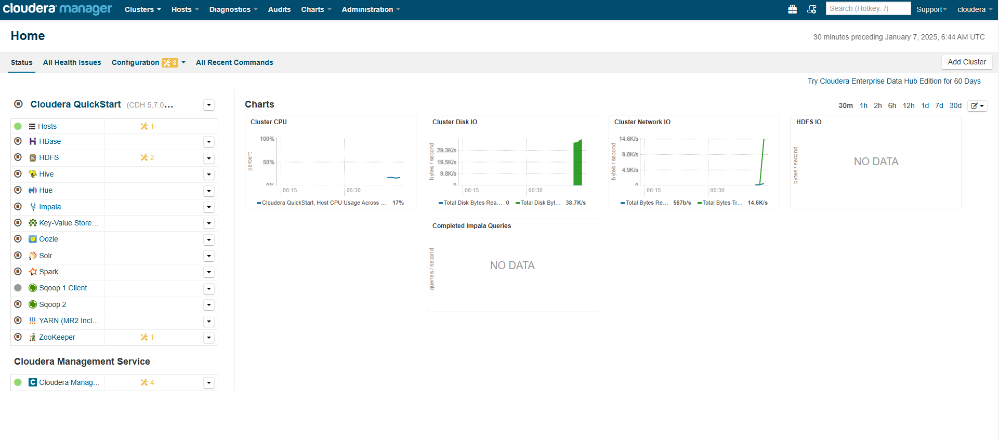 cloudera manager
Clusters Hosts Diagnostics Audits Charts Administration
Search (Hotkey: /) Support cloudera
Home
30 minutes preceding January 7, 2025, 6:44 AM UTC
Status All Health Issues Configuration 8 All Recent Commands
Add Cluster
Try Cloudera Enterprise Data Hub Edition for 60 Days
Cloudera QuickStart (CDH 5.7.0...
Hosts 1
HBase
HDFS 2
Hive
Hue
Impala
Key-Value Store...
Oozie
Solr
Spark
Sqoop 1 Client
Sqoop 2
YARN (MR2 Incl...
ZooKeeper 1
Cloudera Management Service
C Cloudera Manag... 4
Charts
30m 1h 2h 6h 12h 1d 7d 30d
Cluster CPU
percent
100%
50%
0%
06:15 06:30
Cloudera QuickStart, Host CPU Usage Across ... 17%
Cluster Disk IO
bytes / second
29.3K/s
19.5K/s
9.8K/s
0
06:15 06:30
Total Disk Bytes Rea... 0 Total Disk Byt... 38.7K/s
Cluster Network IO
bytes / second
14.6K/s
9.8K/s
4.9K/s
0
06:15 06:30
Total Bytes Re... 567b/s Total Bytes Tr... 14.6K/s
HDFS IO
bytes / second
NO DATA
Completed Impala Queries
queries / second
NO DATA